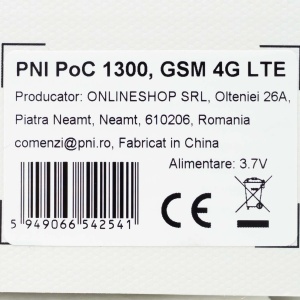 PNI PoC 1300, GSM 4G LTE
Producator: ONLINESHOP SRL, Olteniei 26A,
Piatra Neamt, Neamt, 610206, Romania
comenzi@pni.ro, Fabricat in China
Alimentare: 3.7V
5 949066 542541
CE